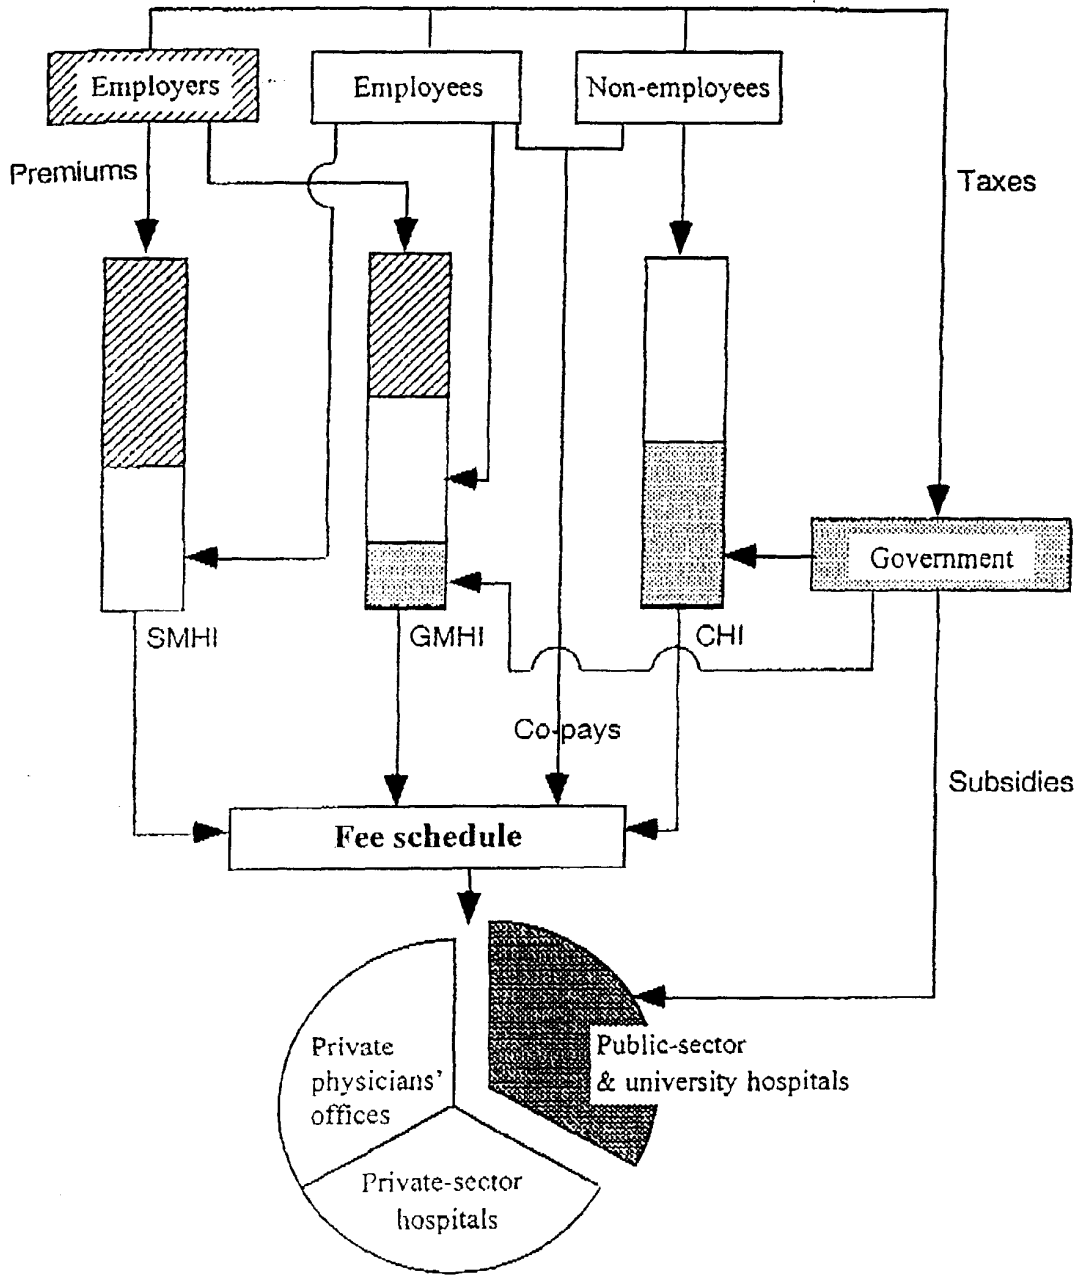 Employers
Employees
Non-employees
Premiums
Taxes
Government
SMHI
GMHI
CHI
Co-pays
Subsidies
Fee schedule
Private
physicians'
offices
Public-sector
& university hospitals
Private-sector
hospitals